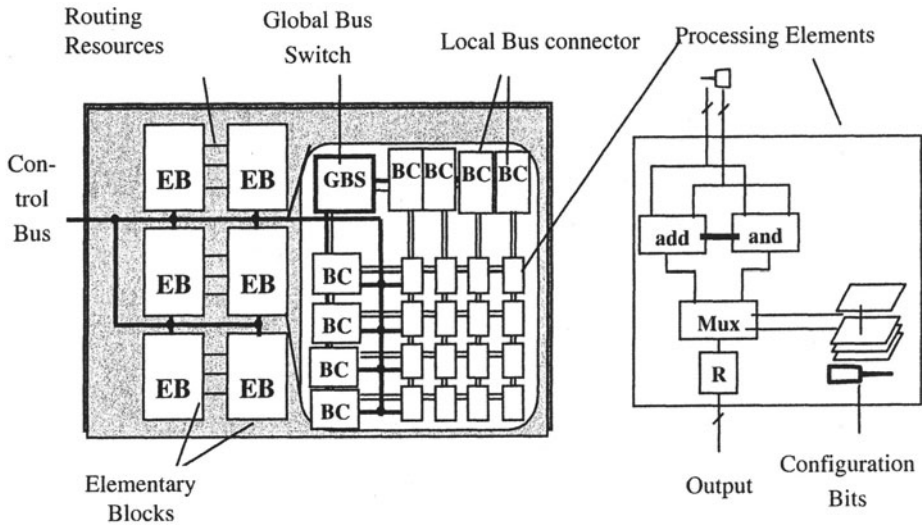 Routing
Resources
Global Bus
Switch
Local Bus connector
Processing Elements
Con-
trol
Bus
EB
EB
EB
EB
EB
EB
GBS
BC
BC
BC
BC
BC
BC
BC
BC
add
and
Mux
R
Elementary
Blocks
Output
Configuration
Bits